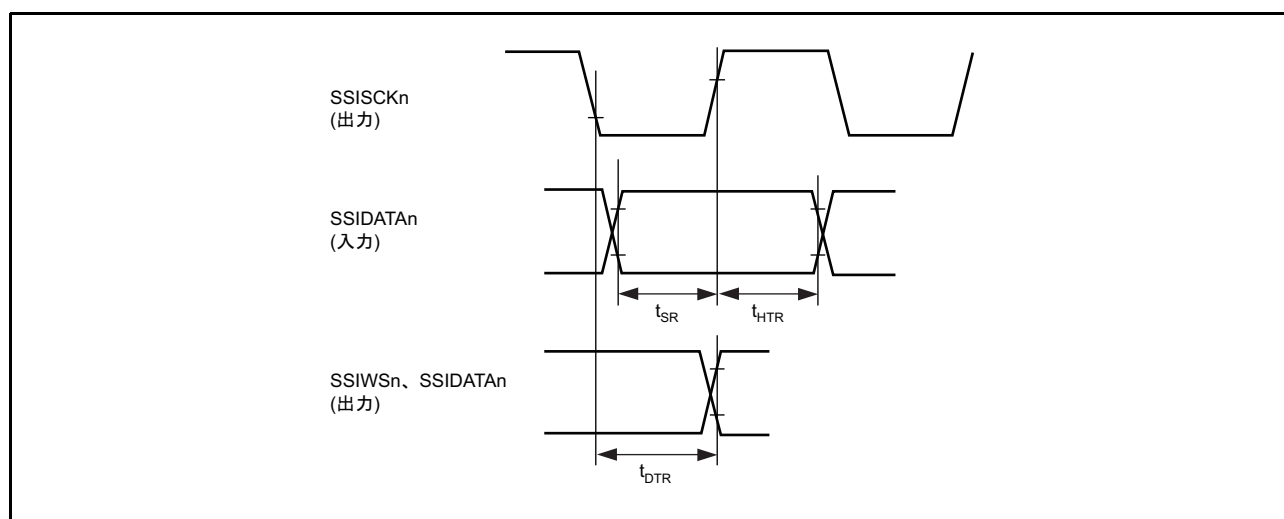 SSISCKn
(出力)
SSIDATAn
(入力)
tSR
tHTR
SSIWSn、SSIDATAn
(出力)
tDTR